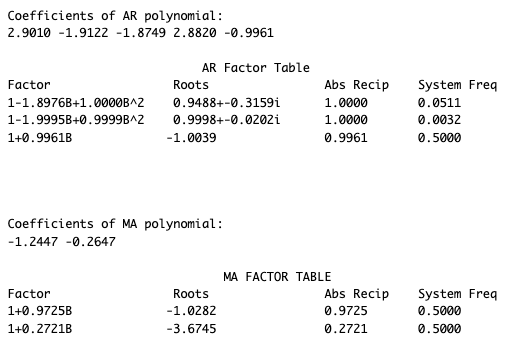 Coefficients of AR polynomial:
2.9010 -1.9122 -1.8749 2.8820 -0.9961
AR Factor Table
Factor Roots Abs Recip System Freq
1-1.8976B+1.0000B^2 0.9488+-0.3159i 1.0000 0.0511
1-1.9995B+0.9999B^2 0.9998+-0.0202i 1.0000 0.0032
1+0.9961B -1.0039 0.9961 0.5000
Coefficients of MA polynomial:
-1.2447 -0.2647
MA FACTOR TABLE
Factor Roots Abs Recip System Freq
1+0.9725B -1.0282 0.9725 0.5000
1+0.2721B -3.6745 0.2721 0.5000